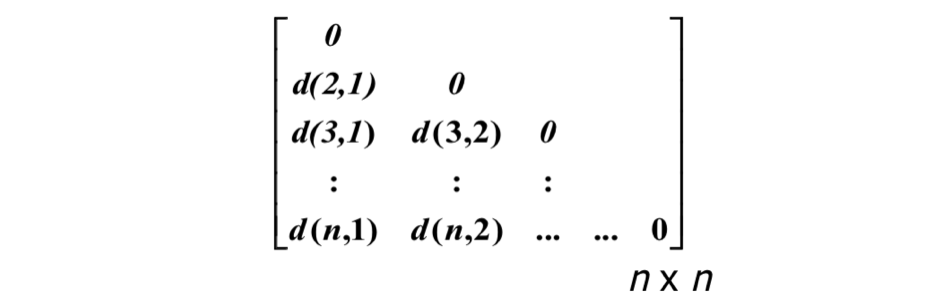 0
d(2,1) 0
d(3,1) d(3,2) 0
: : :
d(n,1) d(n,2) ... ... 0
n x n